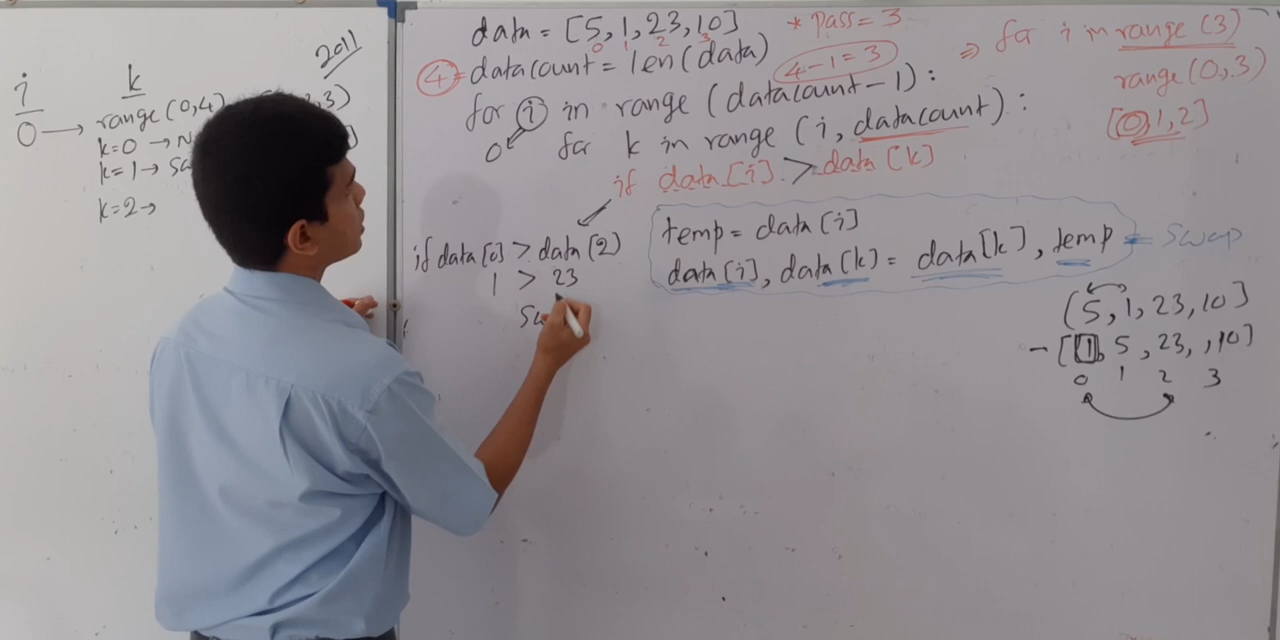 2011
i
k
0 → range (0,4)
,3)
k=0 →
k=1 →
k=2 →
data = [5, 1, 23, 10]
0 1 2 3
* pass = 3
4 = datacount = len(data)
4 - 1 = 3
⇒ for i in range (3)
range (0, 3)
[0, 1, 2]
for i in range (datacount - 1) :
0
for k in range (i, datacount) :
if data[i] > data[k]
temp = data [i]
data[i], data[k] = data[k], temp = swap
if data[0] > data[2]
1 > 23
[5, 1, 23, 10]
- [1, 5, 23, , 10]
0 1 2 3